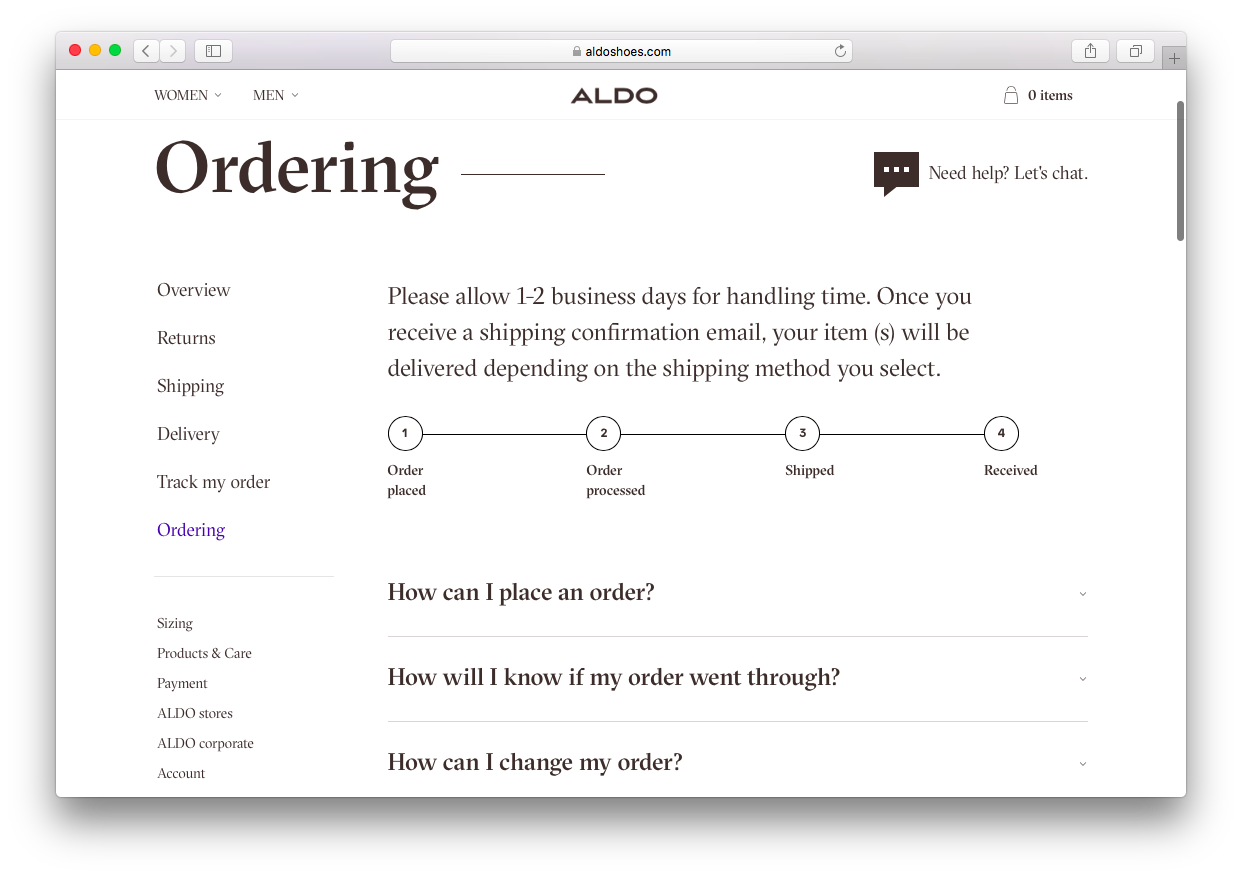 aldoshoes.com
WOMEN
MEN
ALDO
0 items
Ordering
Need help? Let's chat.
Overview
Returns
Shipping
Delivery
Track my order
Ordering
Sizing
Products & Care
Payment
ALDO stores
ALDO corporate
Account
Please allow 1-2 business days for handling time. Once you
receive a shipping confirmation email, your item (s) will be
delivered depending on the shipping method you select.
1
2
3
4
Order
placed
Order
processed
Shipped
Received
How can I place an order?
How will I know if my order went through?
How can I change my order?